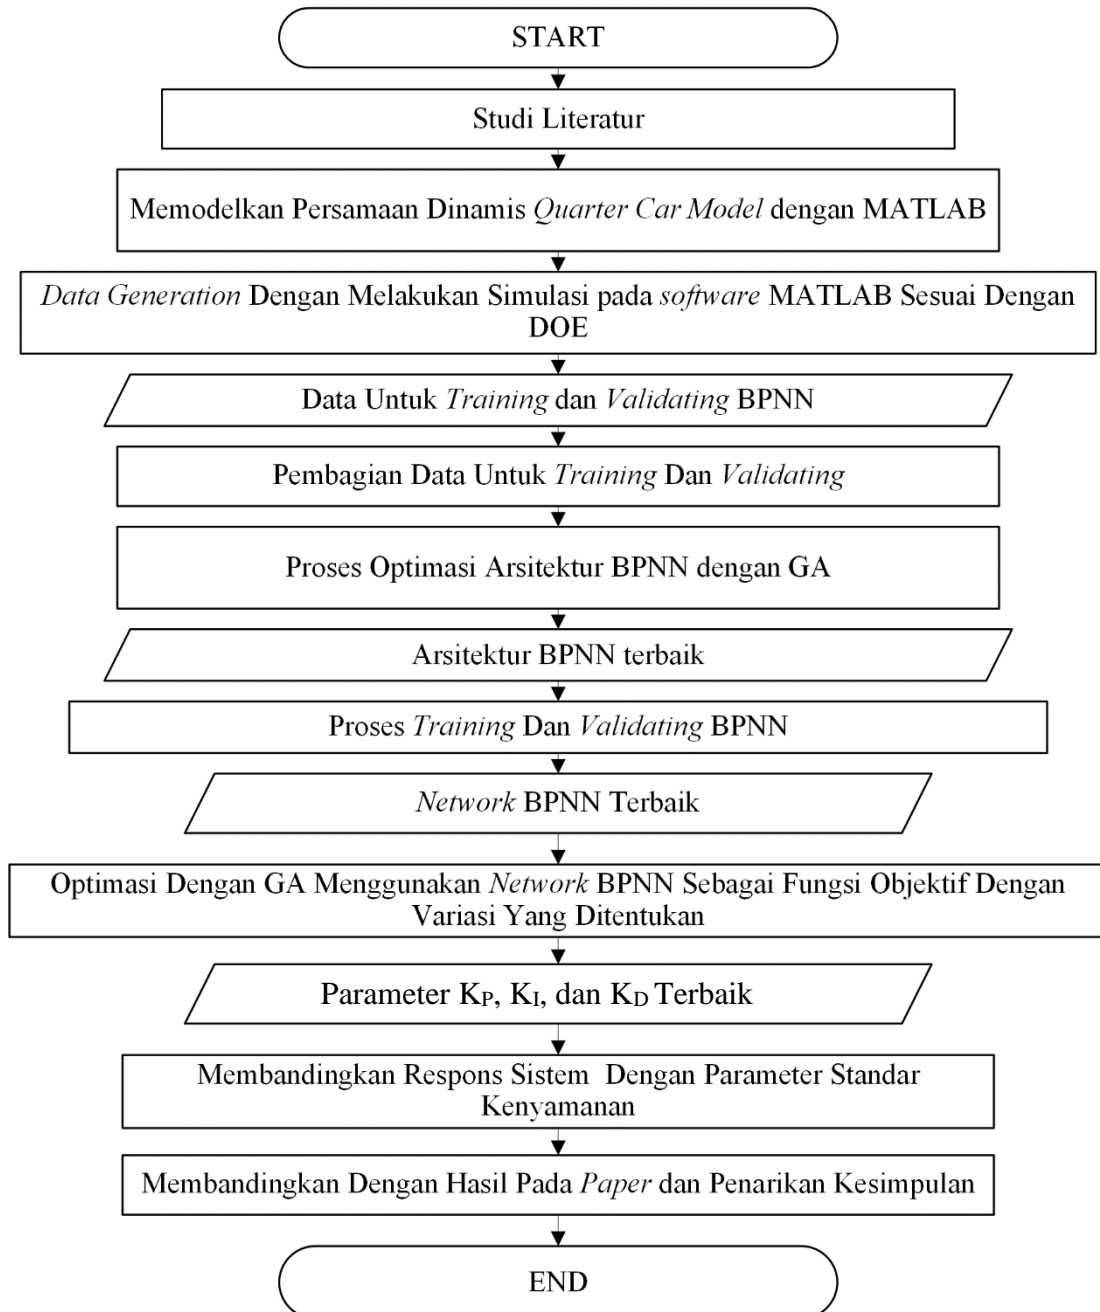 START
Studi Literatur
Memodelkan Persamaan Dinamis Quarter Car Model dengan MATLAB
Data Generation Dengan Melakukan Simulasi pada software MATLAB Sesuai Dengan
DOE
Data Untuk Training dan Validating BPNN
Pembagian Data Untuk Training Dan Validating
Proses Optimasi Arsitektur BPNN dengan GA
Arsitektur BPNN terbaik
Proses Training Dan Validating BPNN
Network BPNN Terbaik
Optimasi Dengan GA Menggunakan Network BPNN Sebagai Fungsi Objektif Dengan
Variasi Yang Ditentukan
Parameter KP, KI, dan KD Terbaik
Membandingkan Respons Sistem Dengan Parameter Standar
Kenyamanan
Membandingkan Dengan Hasil Pada Paper dan Penarikan Kesimpulan
END